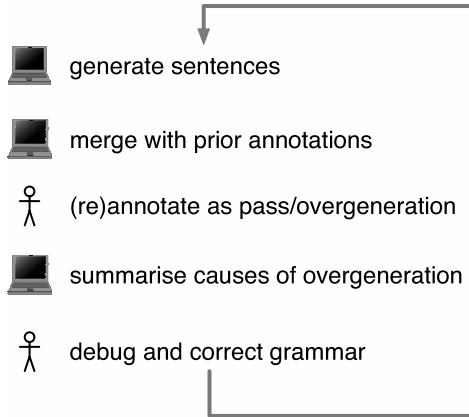 generate sentences
merge with prior annotations
(re)annotate as pass/overgeneration
summarise causes of overgeneration
debug and correct grammar